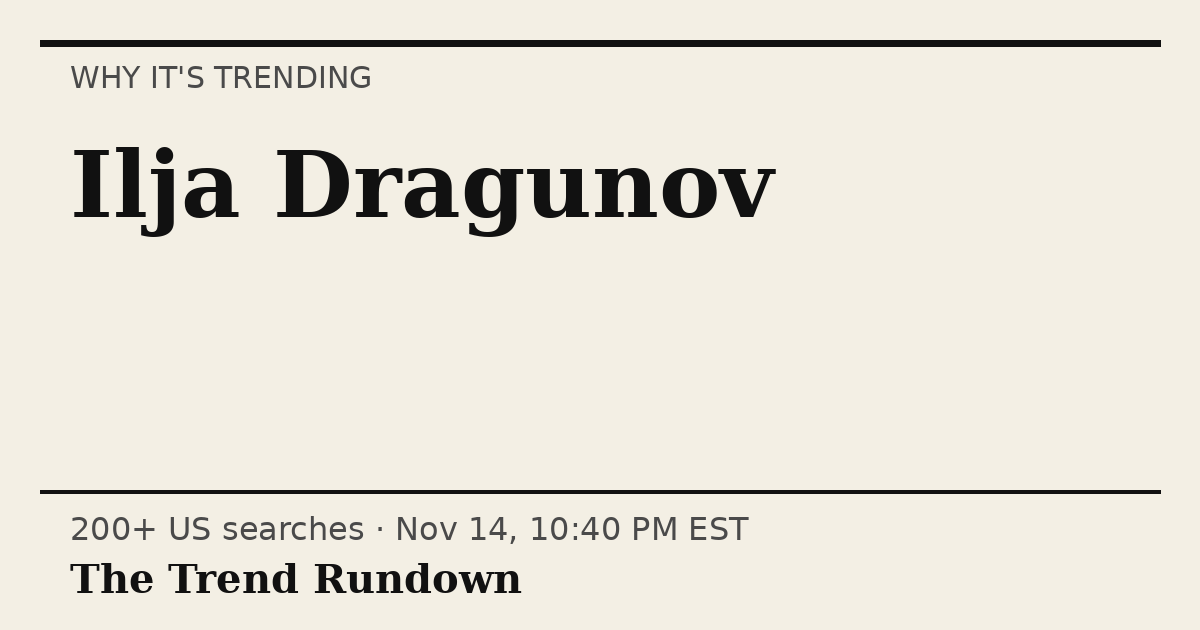 WHY IT'S TRENDING
Ilja Dragunov
200+ US searches · Nov 14, 10:40 PM EST
The Trend Rundown